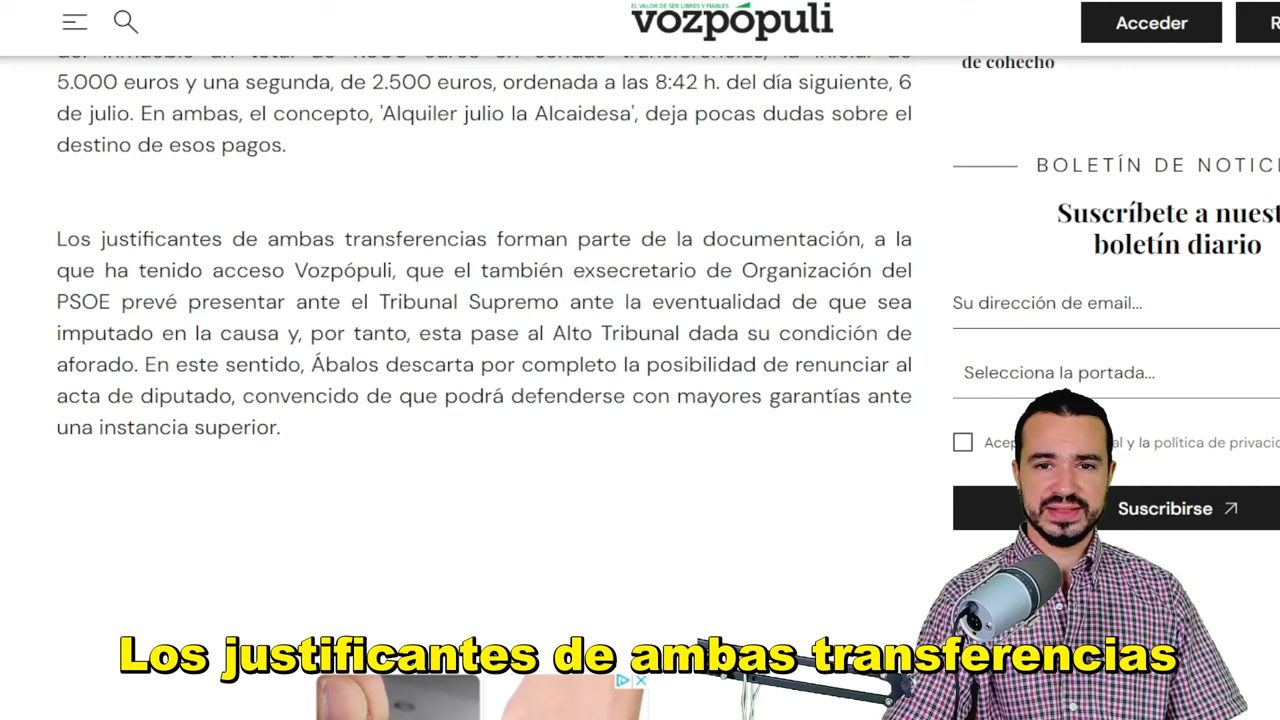 EL VALOR DE SER LIBRES Y FIABLES
vozpópuli
Acceder
R
de cohecho
5.000 euros y una segunda, de 2.500 euros, ordenada a las 8:42 h. del día siguiente, 6
de julio. En ambas, el concepto, 'Alquiler julio la Alcaidesa', deja pocas dudas sobre el
destino de esos pagos.
Los justificantes de ambas transferencias forman parte de la documentación, a la
que ha tenido acceso Vozpópuli, que el también exsecretario de Organización del
PSOE prevé presentar ante el Tribunal Supremo ante la eventualidad de que sea
imputado en la causa y, por tanto, esta pase al Alto Tribunal dada su condición de
aforado. En este sentido, Ábalos descarta por completo la posibilidad de renunciar al
acta de diputado, convencido de que podrá defenderse con mayores garantías ante
una instancia superior.
BOLETÍN DE NOTICI
Suscríbete a nuest
boletín diario
Su dirección de email...
Selecciona la portada...
Acep al y la política de privacid
Suscribirse
Los justificantes de ambas transferencias